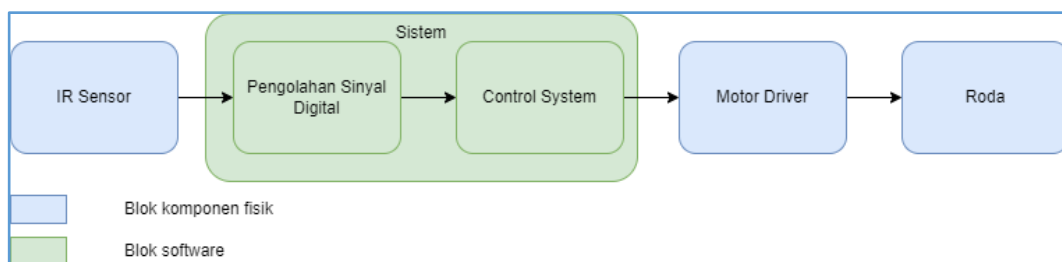 Sistem
IR Sensor
Pengolahan Sinyal
Digital
Control System
Motor Driver
Roda
Blok komponen fisik
Blok software